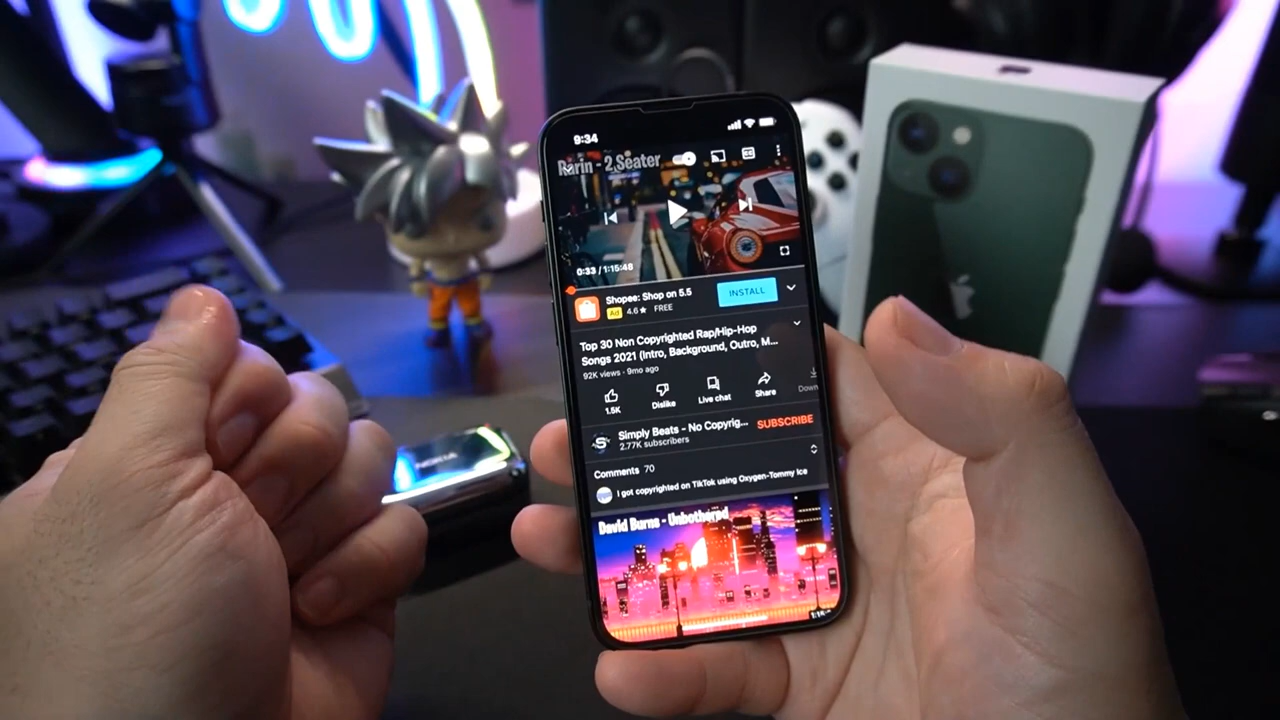 9:34
Rarin - 2 Seater
0:33 / 1:15:48
Shopee: Shop on 5.5
INSTALL
Ad 4.6★ FREE
Top 30 Non Copyrighted Rap/Hip-Hop
Songs 2021 (Intro, Background, Outro, M...
92K views · 9mo ago
1.5K
Dislike
Live chat
Share
Down
Simply Beats - No Copyrig...
SUBSCRIBE
2.77K subscribers
Comments 70
I got copyrighted on TikTok using Oxygen-Tommy Ice
David Burns - Unbothered
NOKIA